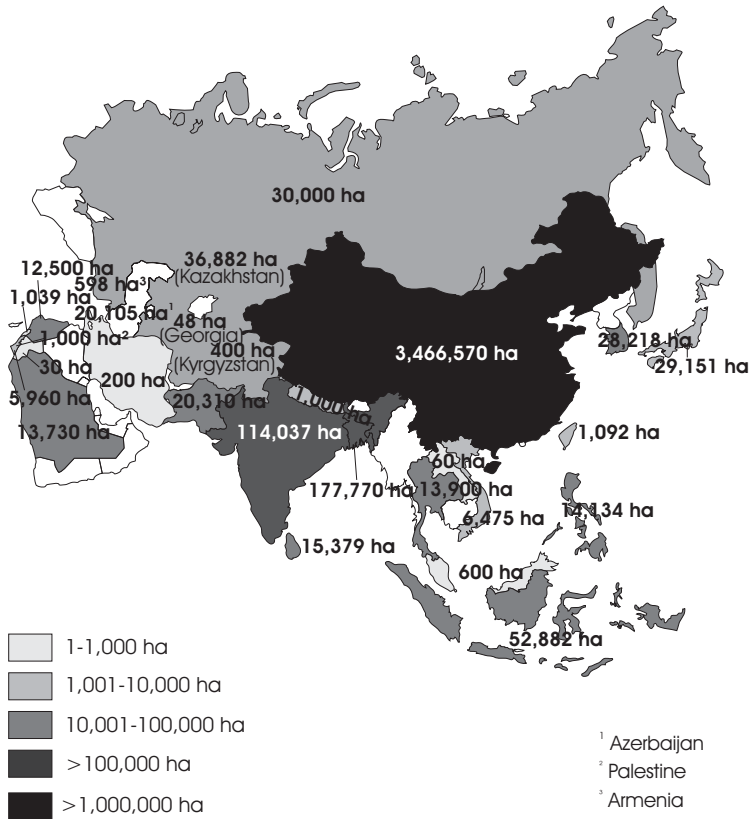 30,000 ha
36,882 ha
(Kazakhstan)
12,500 ha
598 ha³
1,039 ha
20,105 ha¹
48 ha
(Georgia)
1,000 ha²
400 ha
(Kyrgyzstan)
30 ha
200 ha
5,960 ha
20,310 ha
1,000 ha
13,730 ha
114,037 ha
3,466,570 ha
28,218 ha
29,151 ha
1,092 ha
60 ha
177,770 ha
13,900 ha
6,475 ha
14,134 ha
15,379 ha
600 ha
52,882 ha
1-1,000 ha
1,001-10,000 ha
10,001-100,000 ha
>100,000 ha
>1,000,000 ha
¹ Azerbaijan
² Palestine
³ Armenia